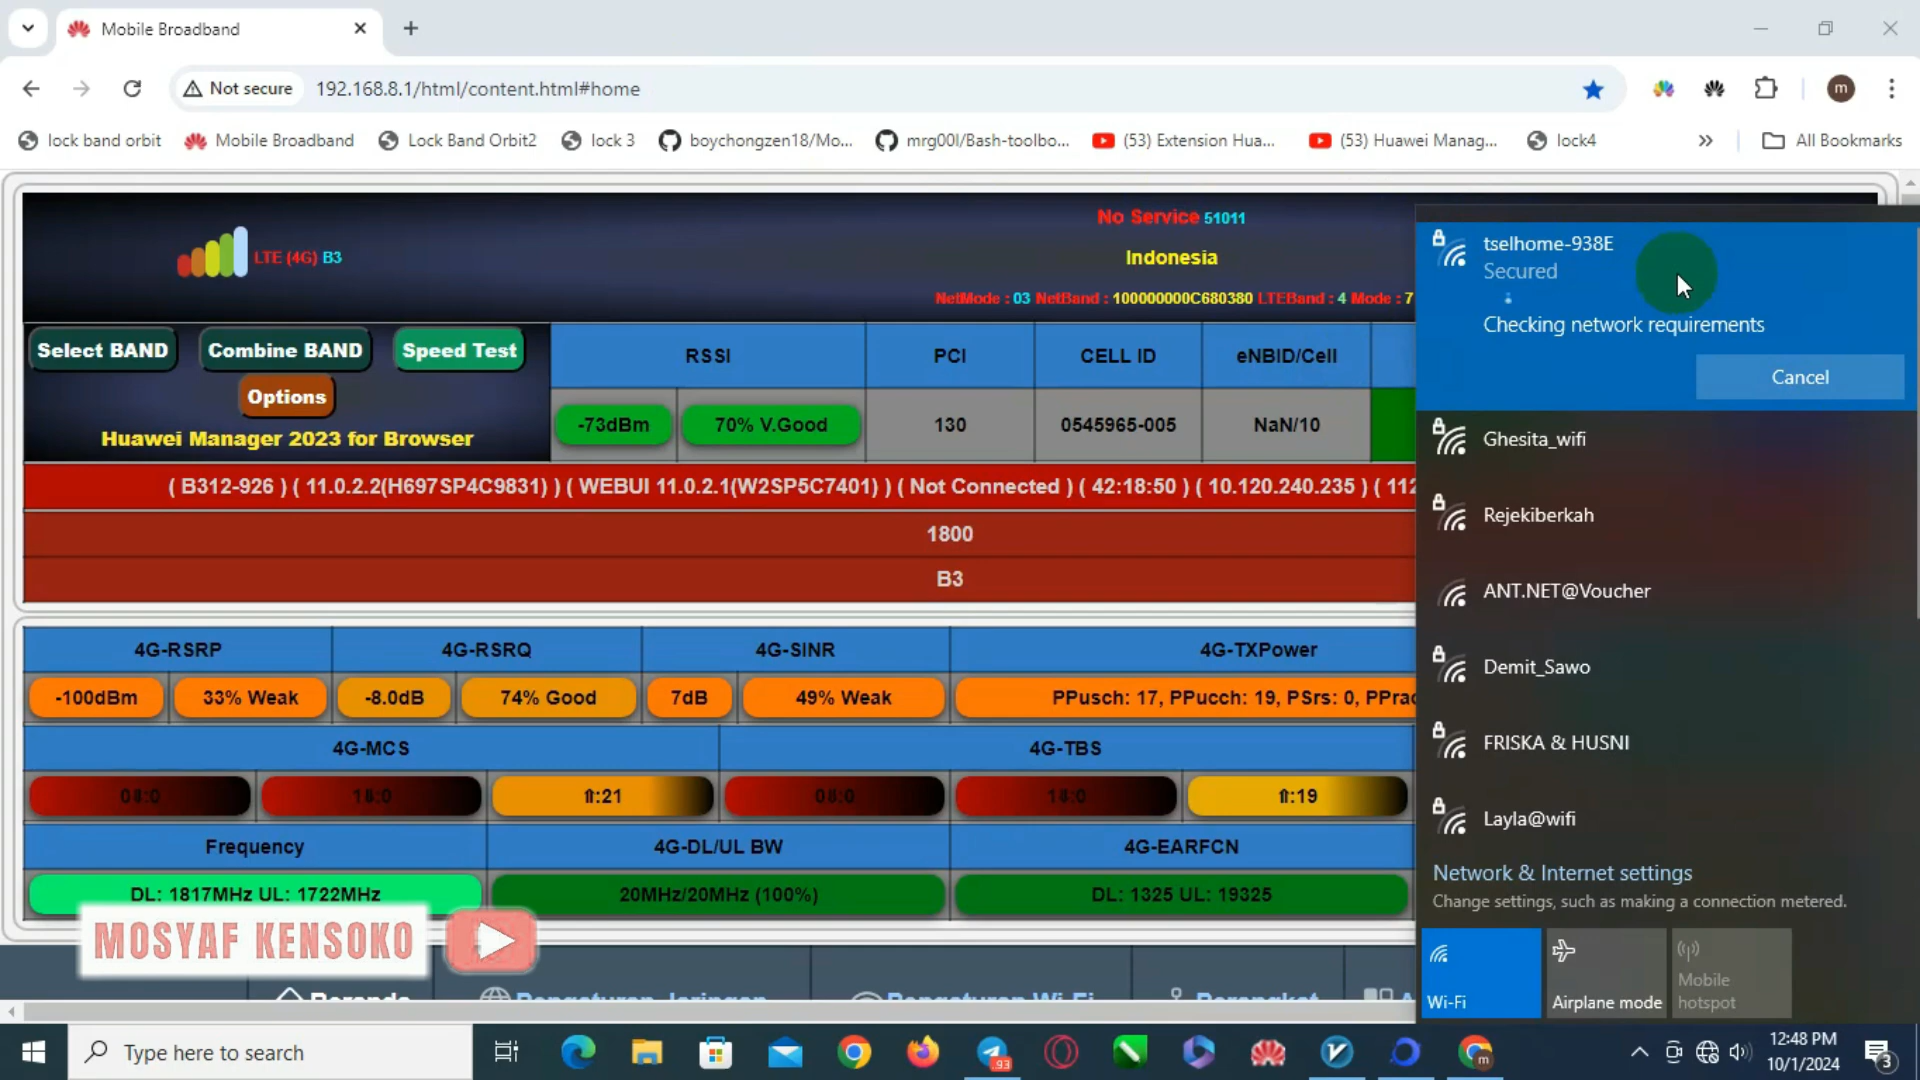 Mobile Broadband
Not secure 192.168.8.1/html/content.html#home
m
lock band orbit Mobile Broadband Lock Band Orbit2 lock 3 boychongzen18/Mo... mrg00l/Bash-toolbo... (53) Extension Hua... (53) Huawei Manag... lock4 » All Bookmarks
No Service 51011
LTE (4G) B3
Indonesia
NetMode : 03 NetBand : 100000000C680380 LTEBand : 4 Mode : 7
Select BAND Combine BAND Speed Test
Options
Huawei Manager 2023 for Browser
RSSI PCI CELL ID eNBID/Cell
-73dBm 70% V.Good 130 0545965-005 NaN/10
( B312-926 ) ( 11.0.2.2(H697SP4C9831) ) ( WEBUI 11.0.2.1(W2SP5C7401) ) ( Not Connected ) ( 42:18:50 ) ( 10.120.240.235 ) ( 112
1800
B3
4G-RSRP 4G-RSRQ 4G-SINR 4G-TXPower
-100dBm 33% Weak -8.0dB 74% Good 7dB 49% Weak PPusch: 17, PPucch: 19, PSrs: 0, PPrac
4G-MCS 4G-TBS
⇑:21 ⇑:19
Frequency 4G-DL/UL BW 4G-EARFCN
DL: 1817MHz UL: 1722MHz 20MHz/20MHz (100%) DL: 1325 UL: 19325
MOSYAF KENSOKO
Beranda Pengaturan Jaringan Pengaturan Wi-Fi Perangkat
tselhome-938E
Secured
Checking network requirements
Cancel
Ghesita_wifi
Rejekiberkah
ANT.NET@Voucher
Demit_Sawo
FRISKA & HUSNI
Layla@wifi
Network & Internet settings
Change settings, such as making a connection metered.
Wi-Fi
Airplane mode
Mobile
hotspot
Type here to search
93
m
12:48 PM
10/1/2024
3